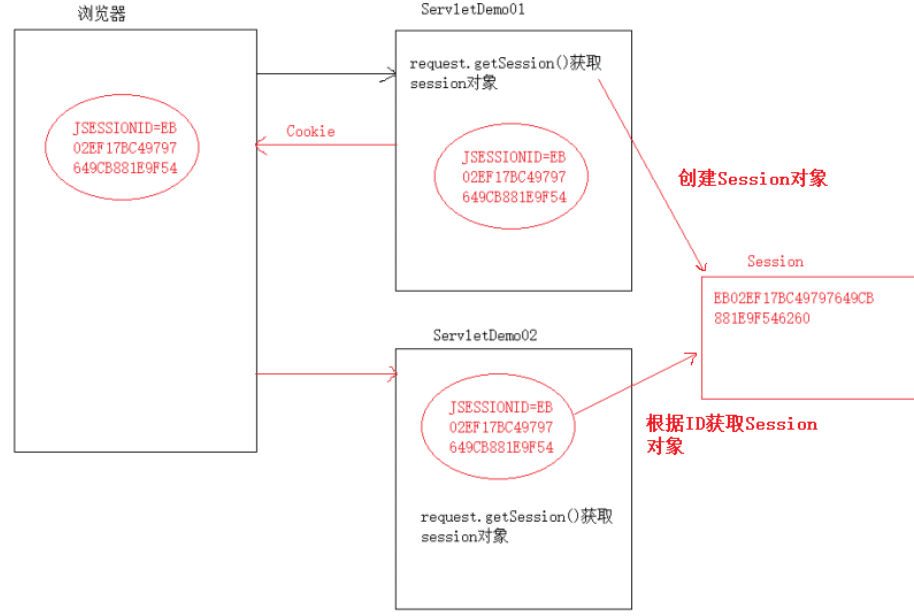 浏览器
JSESSIONID=EB
02EF17BC49797
649CB881E9F54
Cookie
ServletDemo01
request.getSession()获取
session对象
JSESSIONID=EB
02EF17BC49797
649CB881E9F54
创建Session对象
Session
EB02EF17BC49797649CB
881E9F546260
ServletDemo02
JSESSIONID=EB
02EF17BC49797
649CB881E9F54
根据ID获取Session
对象
request.getSession()获取
session对象